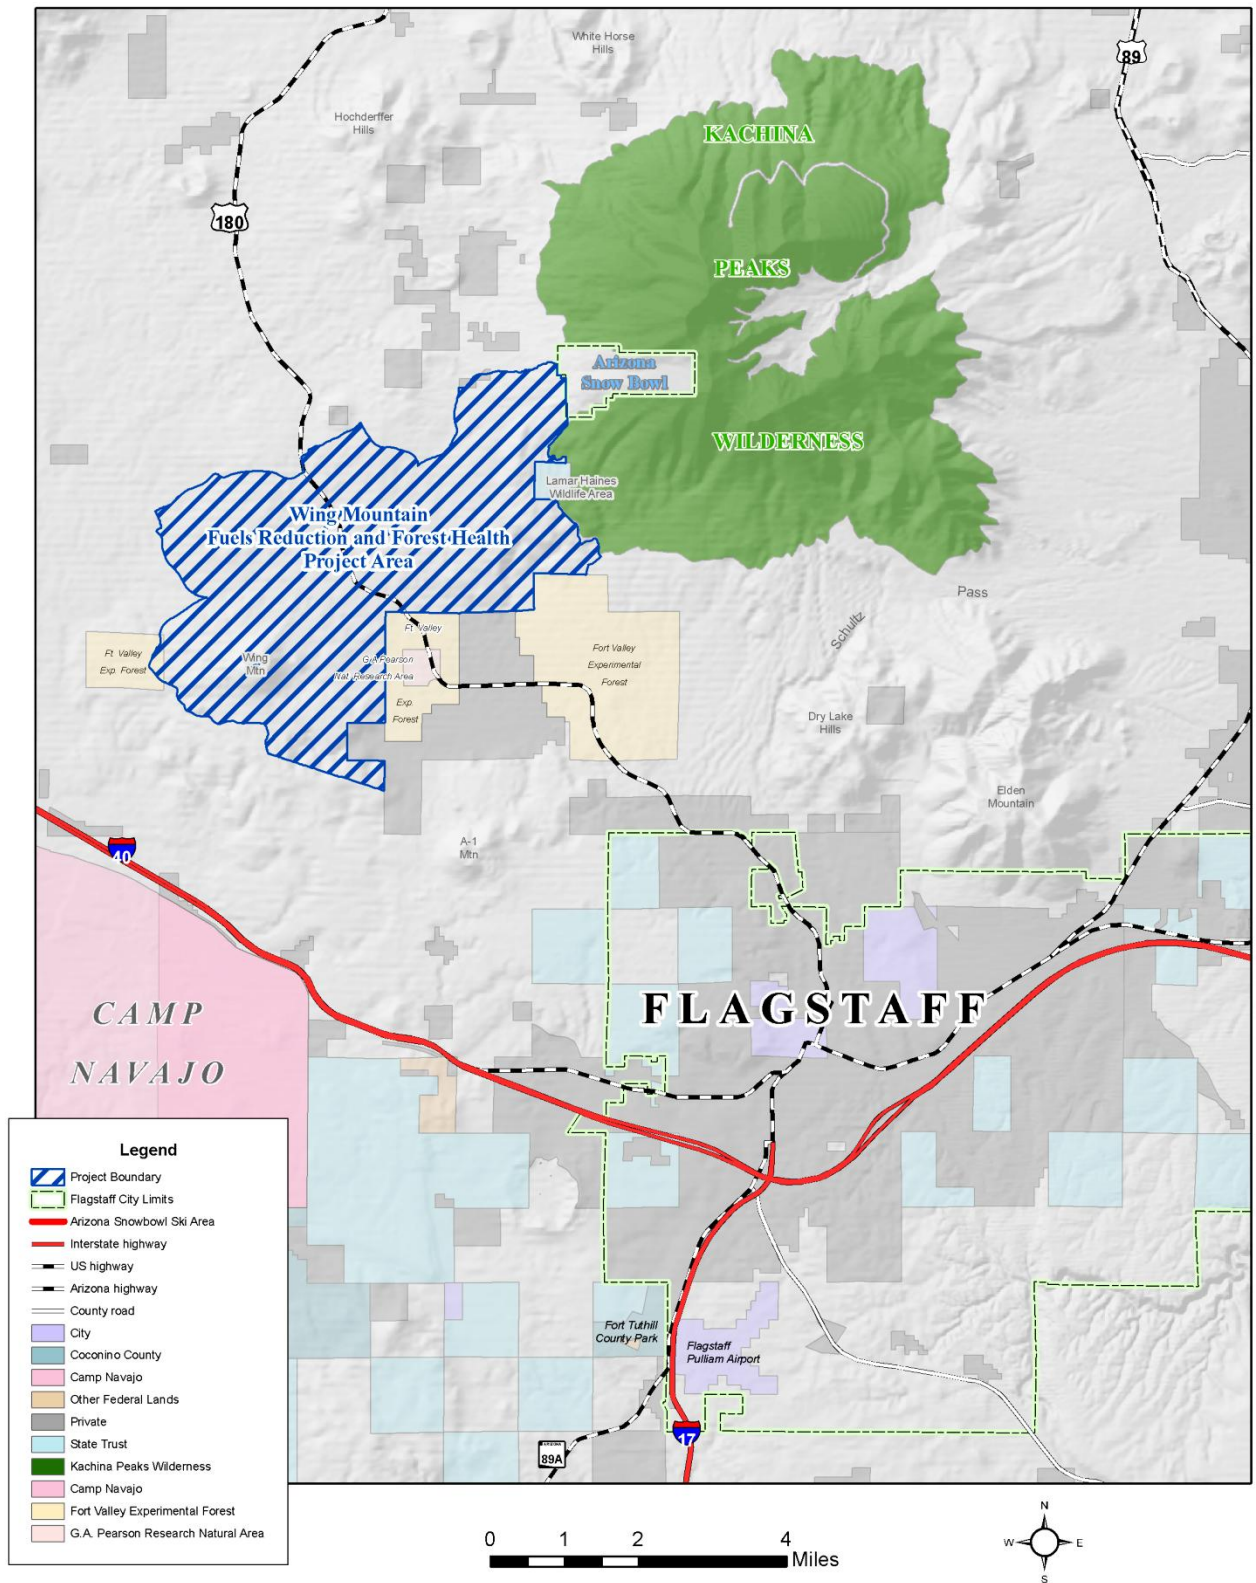 White Horse
Hills
89
Hochderffer
Hills
KACHINA
180
PEAKS
Arizona
Snow Bowl
WILDERNESS
Lamar Haines
Wildlife Area
Wing Mountain
Fuels Reduction and Forest Health
Project Area
Pass
Schultz
Ft. Valley
Ft. Valley
Exp. Forest
Wing
Mtn
G.A. Pearson
Nat. Research Area
Exp.
Forest
Fort Valley
Experimental
Forest
Dry Lake
Hills
Elden
Mountain
A-1
Mtn
40
CAMP
NAVAJO
FLAGSTAFF
Fort Tuthill
County Park
Flagstaff
Pulliam Airport
ARIZONA
89A
17
Legend
Project Boundary
Flagstaff City Limits
Arizona Snowbowl Ski Area
Interstate highway
US highway
Arizona highway
County road
City
Coconino County
Camp Navajo
Other Federal Lands
Private
State Trust
Kachina Peaks Wilderness
Camp Navajo
Fort Valley Experimental Forest
G.A. Pearson Research Natural Area
0 1 2 4
Miles
N
W E
S